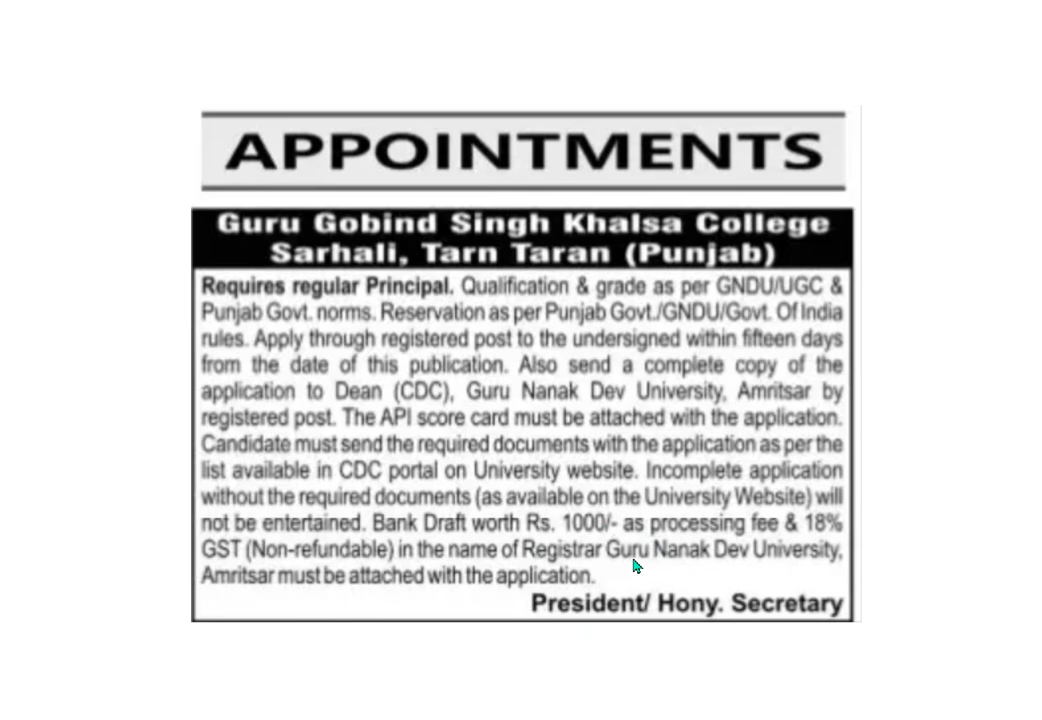 APPOINTMENTS
Guru Gobind Singh Khalsa College
Sarhali, Tarn Taran (Punjab)
Requires regular Principal. Qualification & grade as per GNDU/UGC &
Punjab Govt. norms. Reservation as per Punjab Govt./GNDU/Govt. Of India
rules. Apply through registered post to the undersigned within fifteen days
from the date of this publication. Also send a complete copy of the
application to Dean (CDC), Guru Nanak Dev University, Amritsar by
registered post. The API score card must be attached with the application.
Candidate must send the required documents with the application as per the
list available in CDC portal on University website. Incomplete application
without the required documents (as available on the University Website) will
not be entertained. Bank Draft worth Rs. 1000/- as processing fee & 18%
GST (Non-refundable) in the name of Registrar Guru Nanak Dev University,
Amritsar must be attached with the application.
President/ Hony. Secretary